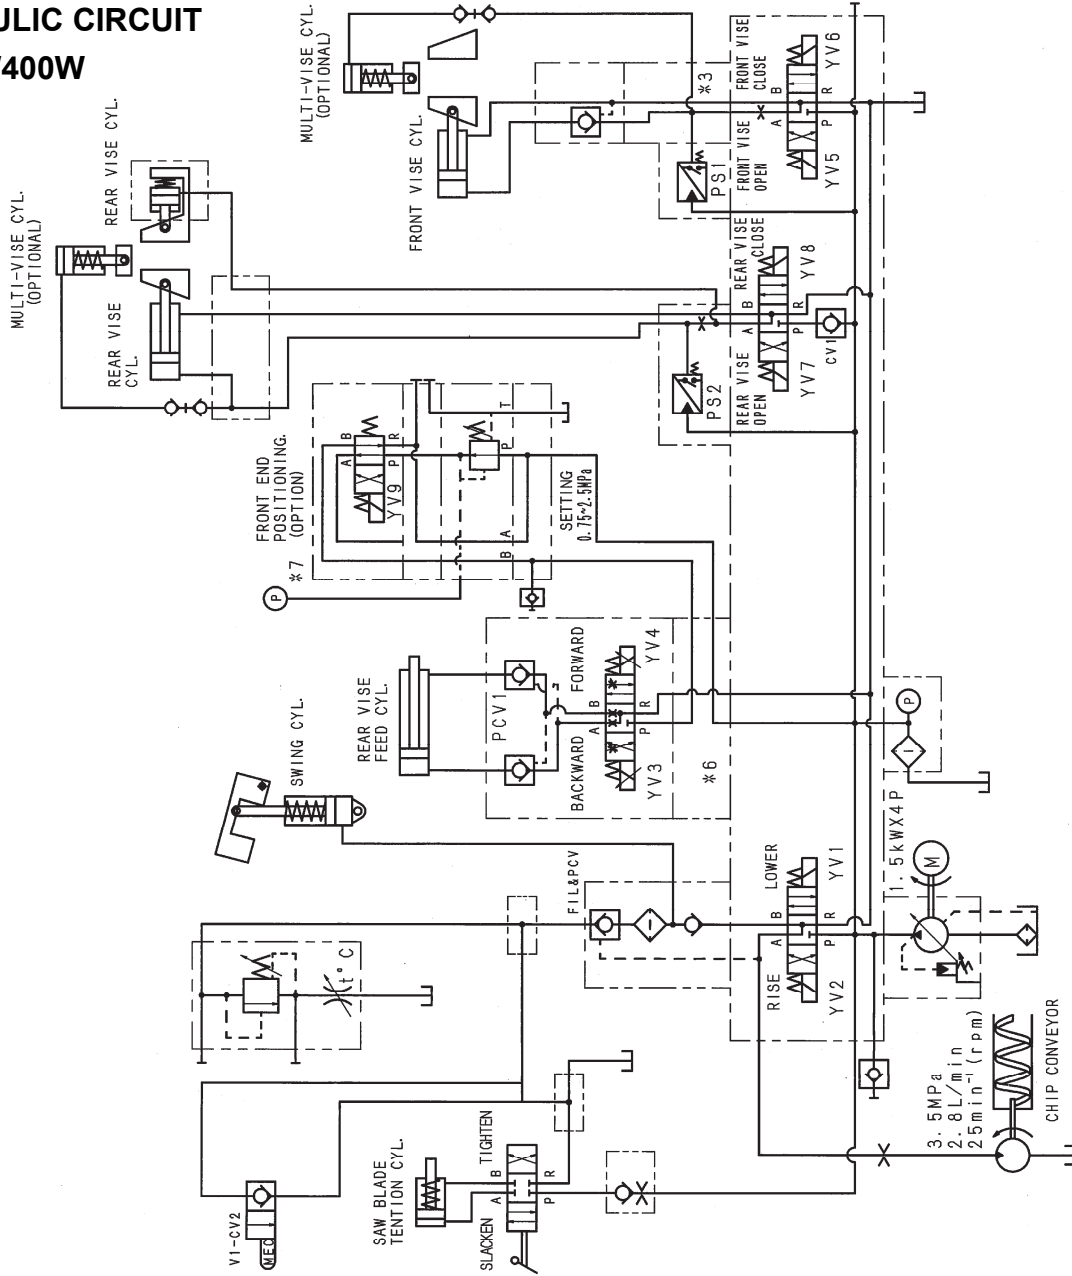 ULIC CIRCUIT
/400W
MULTI-VISE CYL.
(OPTIONAL)
REAR VISE CYL.
REAR VISE
CYL.
MULTI-VISE CYL.
(OPTIONAL)
FRONT VISE CYL.
*3
FRONT VISE
CLOSE
FRONT VISE
OPEN
A
B
P
R
YV6
YV5
PS1
REAR VISE
CLOSE
REAR VISE
OPEN
A
B
P
R
YV8
YV7
CV1
PS2
FRONT END
POSITIONING.
(OPTION)
*7
A
B
P
R
YV9
T
P
B
A
SETTING
0.75~2.5MPa
P
REAR VISE
FEED CYL.
PCV1
FORWARD
BACKWARD
A
B
P
R
YV4
YV3
*6
SWING CYL.
P
FIL&PCV
LOWER
RISE
A
B
P
R
YV1
YV2
1.5kWX4P
M
t°C
V1-CV2
MEC
SAW BLADE
TENTION CYL.
TIGHTEN
SLACKEN
A
B
P
R
3.5MPa
2.8L/min
25min⁻¹(rpm)
CHIP CONVEYOR